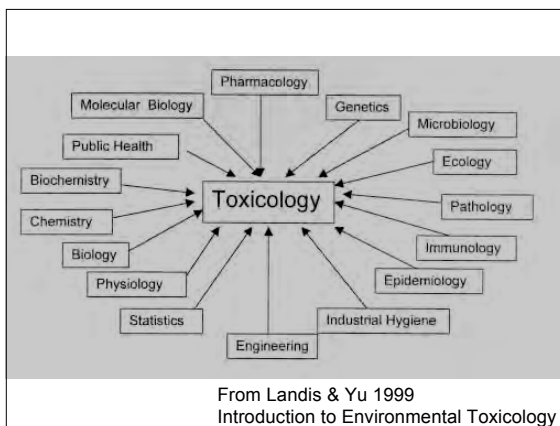 Pharmacology
Molecular Biology
Genetics
Microbiology
Public Health
Ecology
Biochemistry
Toxicology
Pathology
Chemistry
Immunology
Biology
Epidemiology
Physiology
Statistics
Industrial Hygiene
Engineering
From Landis & Yu 1999
Introduction to Environmental Toxicology